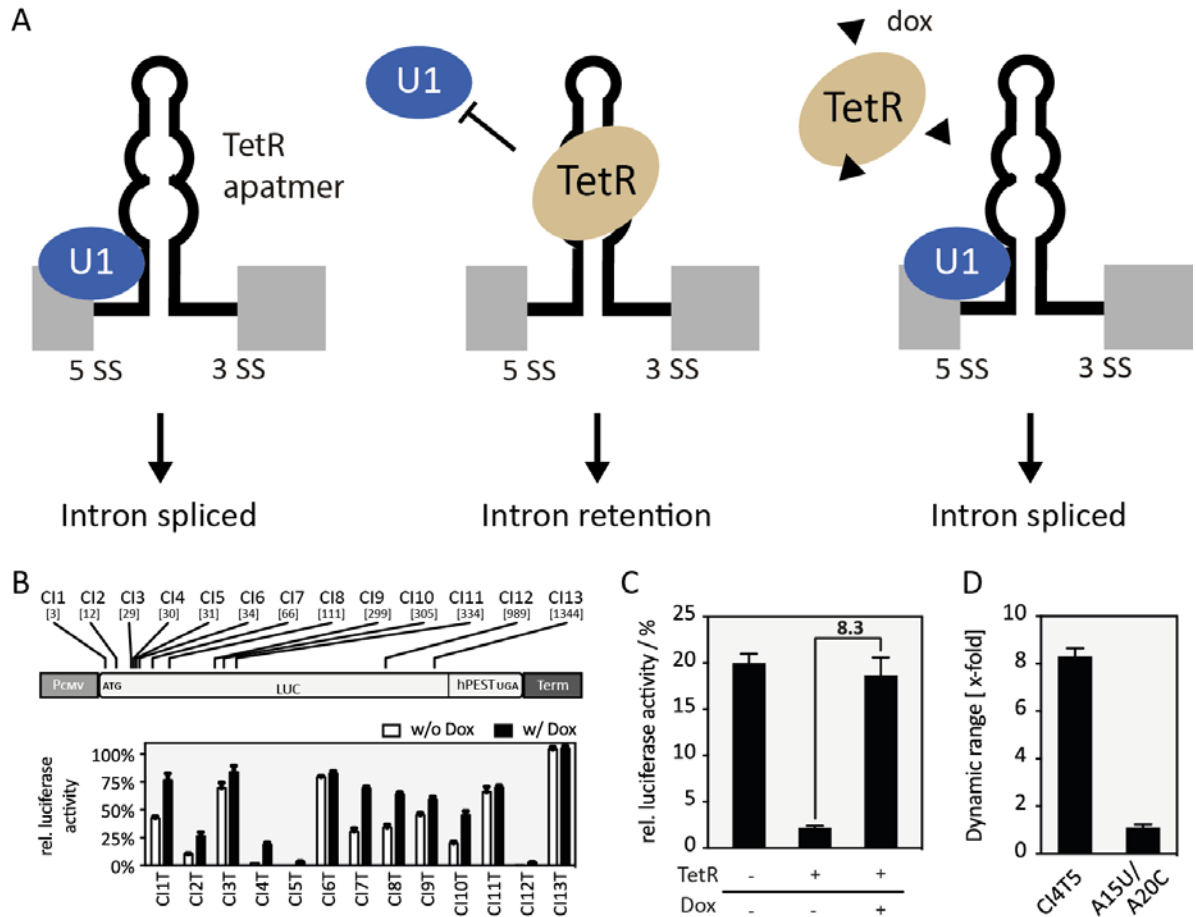 A
U1
TetR
apatmer
5 SS
3 SS
Intron spliced
U1
TetR
5 SS
3 SS
Intron retention
dox
TetR
U1
5 SS
3 SS
Intron spliced
B
CI1 CI2 CI3 CI4 CI5 CI6 CI7 CI8 CI9 CI10 CI11 CI12 CI13
[3] [12] [29] [30] [31] [34] [66] [111] [299] [305] [334] [989] [1344]
PCMV ATG LUC hPEST UGA Term
w/o Dox w/ Dox
rel. luciferase
activity
100%
75%
50%
25%
0%
CI1T CI2T CI3T CI4T CI5T CI6T CI7T CI8T CI9T CI10T CI11T CI12T CI13T
C
rel. luciferase activity / %
25
20
15
10
5
0
8.3
TetR - + +
Dox - - +
D
Dynamic range [ x-fold]
10
8
6
4
2
0
CI4T5
A15U/
A20C